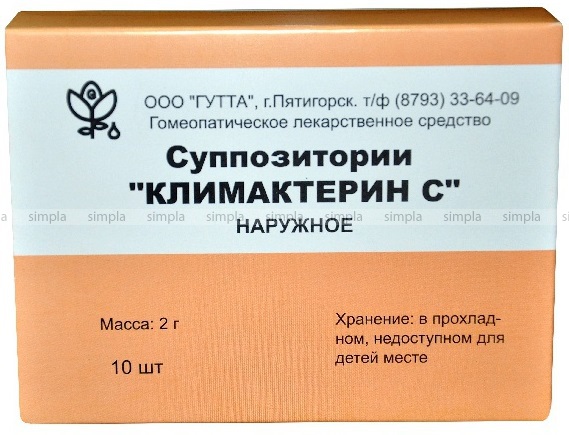 ООО "ГУТТА", г.Пятигорск. т/ф (8793) 33-64-09
Гомеопатическое лекарственное средство
Суппозитории
"КЛИМАКТЕРИН С"
simpla simpla simpla simpla simpla simpla simpla simpla simpla simpla
НАРУЖНОЕ
Масса: 2 г
10 шт
Хранение: в прохлад-
ном, недоступном для
детей месте